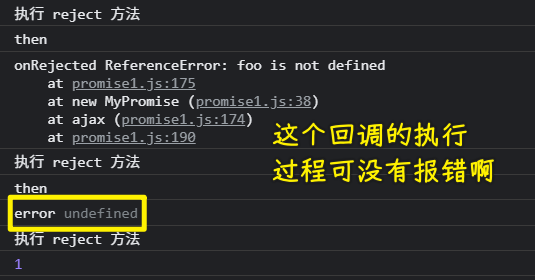 执行 reject 方法
then
onRejected ReferenceError: foo is not defined
at promise1.js:175
at new MyPromise (promise1.js:38)
at ajax (promise1.js:174)
at promise1.js:190
这个回调的执行
过程可没有报错啊
执行 reject 方法
then
error undefined
执行 reject 方法
1